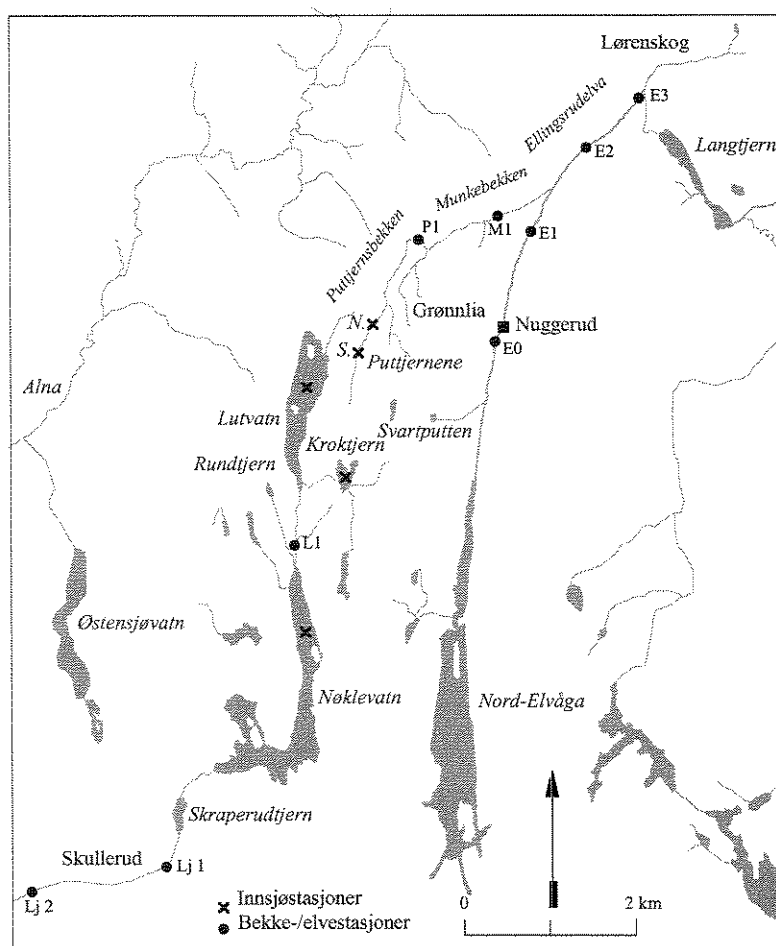 Lørenskog
E3
Ellingsrudelva
E2
Langtjern
Munkebekken
P1
M1
E1
Puttjernsbekken
Grønnlia
N.
Nuggerud
S.
E0
Puttjernene
Alna
Lutvatn
Svartputten
Kroktjern
Rundtjern
L1
Østensjøvatn
Nøklevatn
Nord-Elvåga
Skraperudtjern
Skullerud
Lj 1
Lj 2
Innsjøstasjoner
Bekke-/elvestasjoner
0 2 km